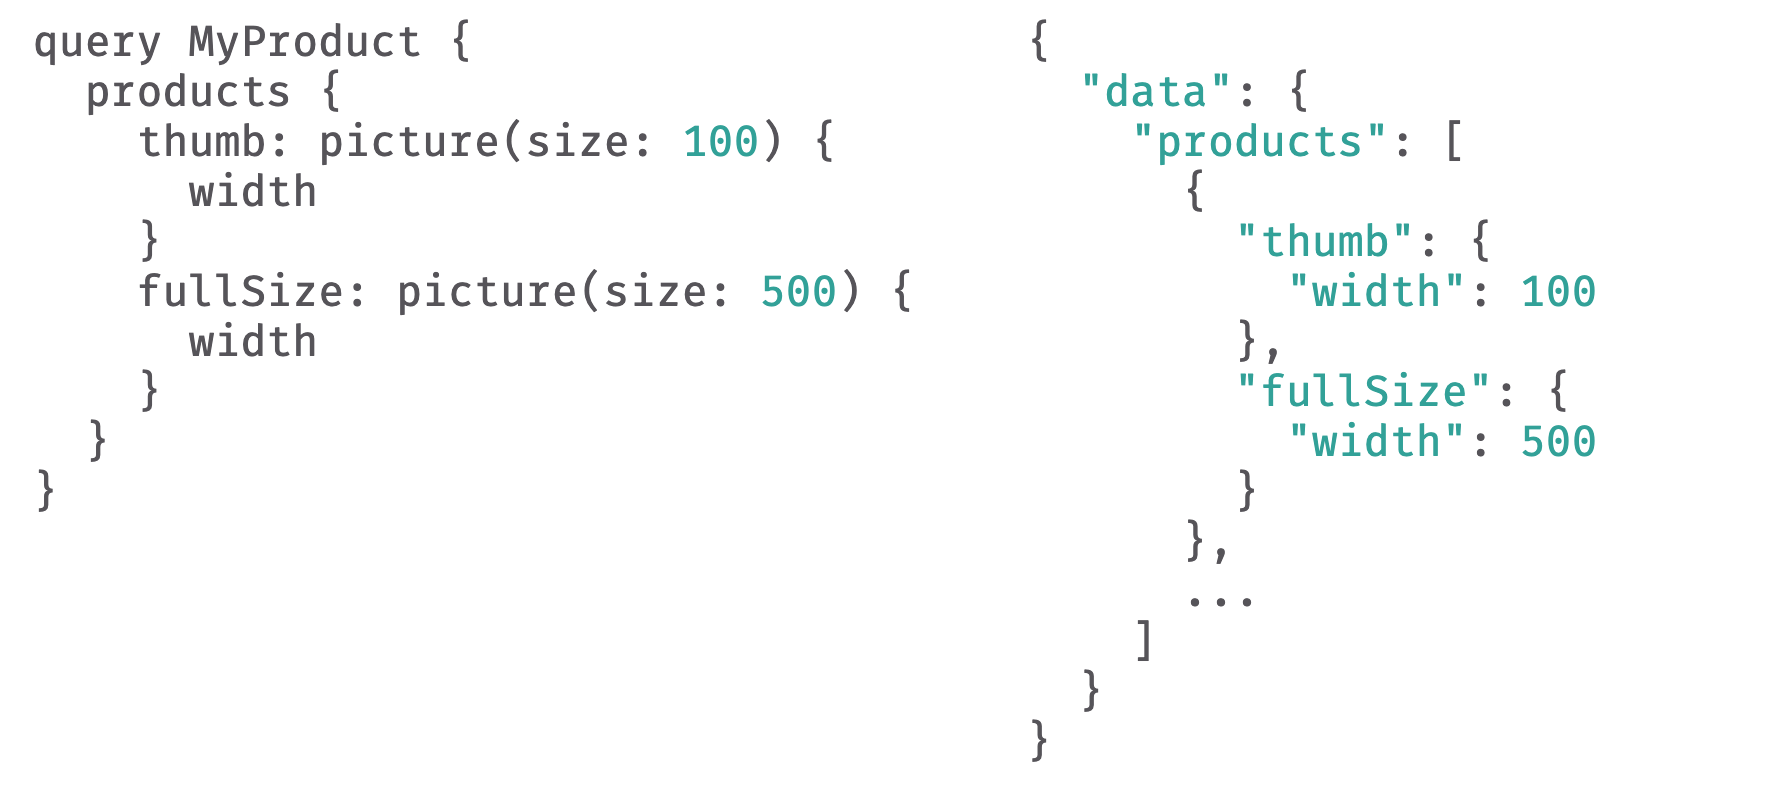 query MyProduct {
  products {
    thumb: picture(size: 100) {
      width
    }
    fullSize: picture(size: 500) {
      width
    }
  }
}
{
  "data": {
    "products": [
      {
        "thumb": {
          "width": 100
        },
        "fullSize": {
          "width": 500
        }
      },
      ...
    ]
  }
}